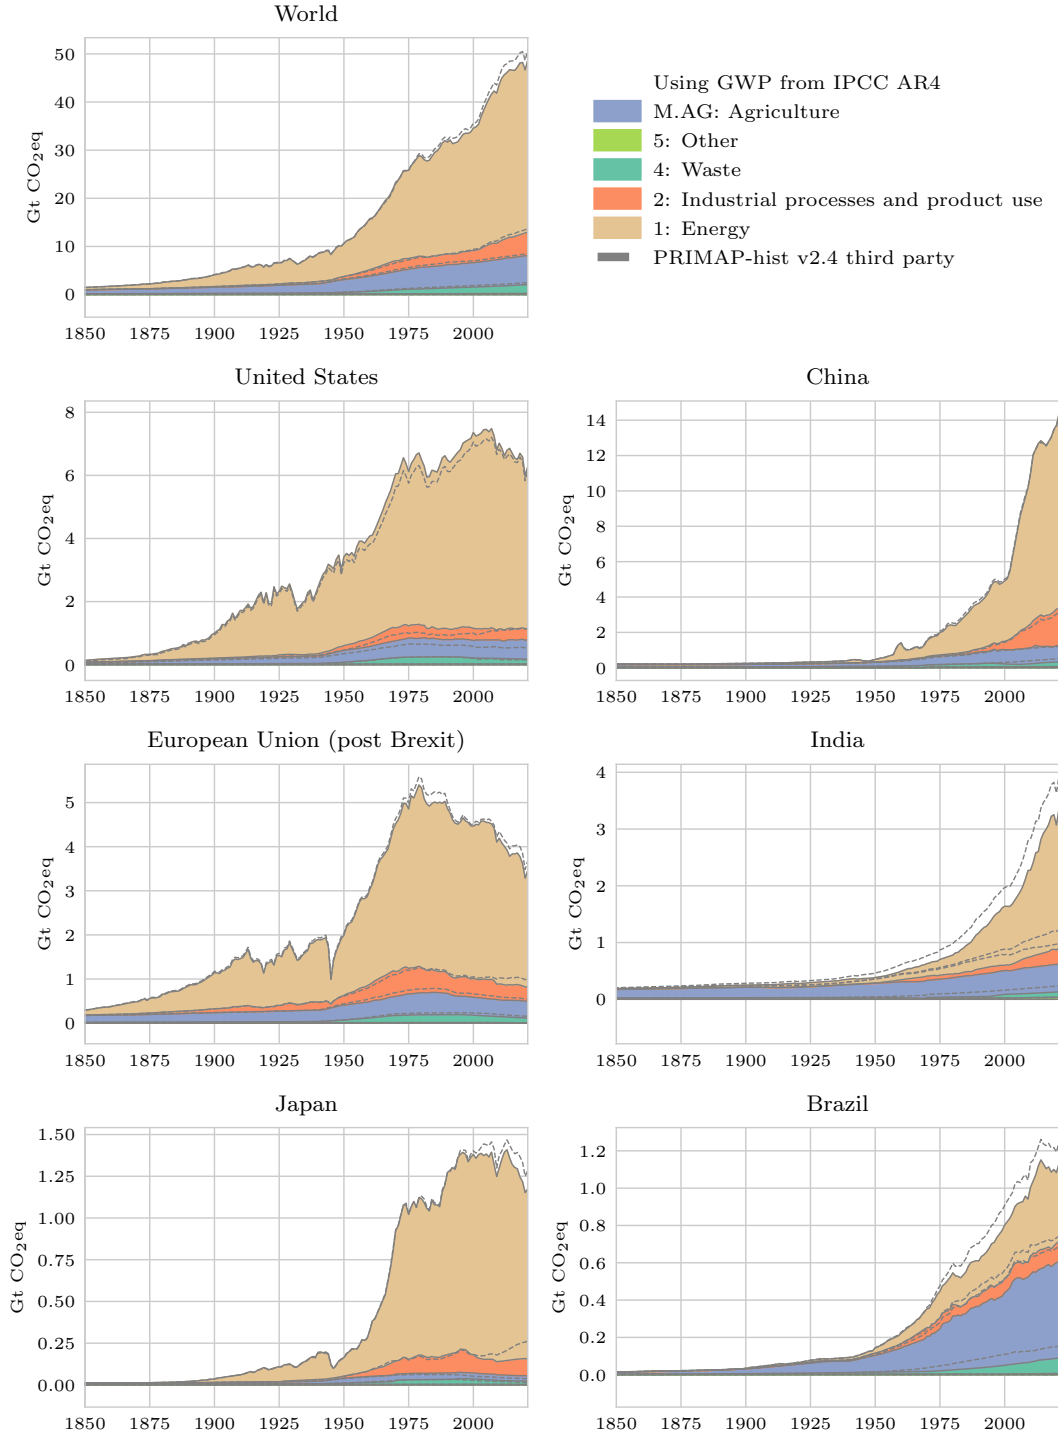 World
Gt CO₂eq
50
40
30
20
10
0
1850 1875 1900 1925 1950 1975 2000
Using GWP from IPCC AR4
M.AG: Agriculture
5: Other
4: Waste
2: Industrial processes and product use
1: Energy
PRIMAP-hist v2.4 third party
United States
Gt CO₂eq
8
6
4
2
0
1850 1875 1900 1925 1950 1975 2000
China
Gt CO₂eq
14
12
10
8
6
4
2
0
1850 1875 1900 1925 1950 1975 2000
European Union (post Brexit)
Gt CO₂eq
5
4
3
2
1
0
1850 1875 1900 1925 1950 1975 2000
India
Gt CO₂eq
4
3
2
1
0
1850 1875 1900 1925 1950 1975 2000
Japan
Gt CO₂eq
1.50
1.25
1.00
0.75
0.50
0.25
0.00
1850 1875 1900 1925 1950 1975 2000
Brazil
Gt CO₂eq
1.2
1.0
0.8
0.6
0.4
0.2
0.0
1850 1875 1900 1925 1950 1975 2000